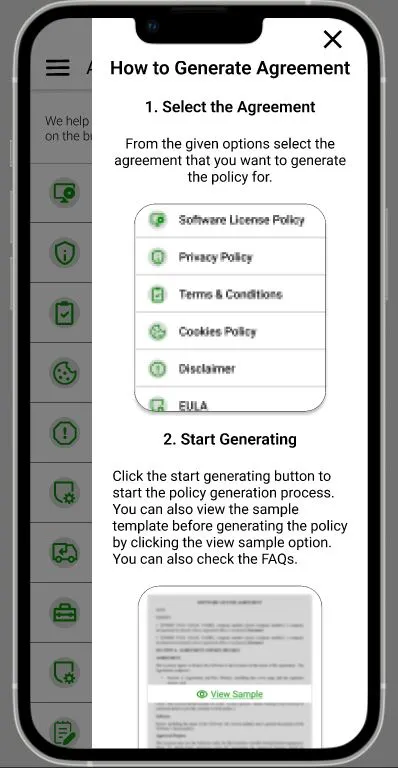 A
How to Generate Agreement
We help
on the bu
1. Select the Agreement
From the given options select the
agreement that you want to generate
the policy for.
Software License Policy
Privacy Policy
Terms & Conditions
Cookies Policy
Disclaimer
EULA
2. Start Generating
Click the start generating button to
start the policy generation process.
You can also view the sample
template before generating the policy
by clicking the view sample option.
You can also check the FAQs.
SOFTWARE LICENSE AGREEMENT
View Sample